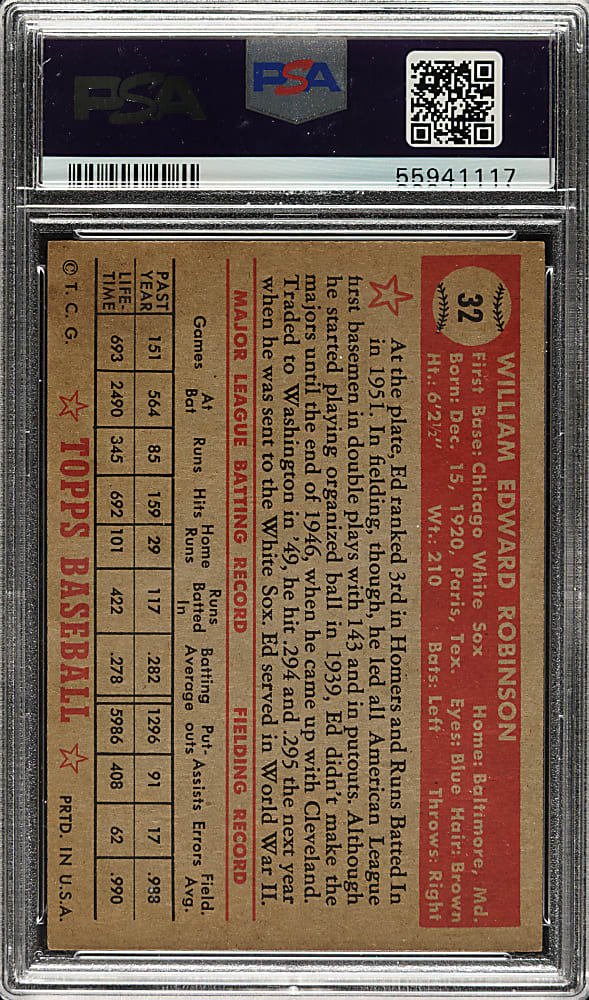 PSA
PSA
55941117
32
WILLIAM EDWARD ROBINSON
First Base: Chicago White Sox Home: Baltimore, Md.
Born: Dec. 15, 1920, Paris, Tex. Eyes: Blue Hair: Brown
Ht.: 6'2½" Wt.: 210 Bats: Left Throws: Right
At the plate, Ed ranked 3rd in Homers and Runs Batted In
in 1951. In fielding, though, he led all American League
first basemen in double plays with 143 and in putouts. Although
he started playing organized ball in 1939, Ed didn't make the
majors until the end of 1946, when he came up with Cleveland.
Traded to Washington in '49, he hit .294 and .295 the next year
when he was sent to the White Sox. Ed served in World War II.
MAJOR LEAGUE BATTING RECORD FIELDING RECORD
Games At Bat Runs Hits Home Runs Runs Batted In Batting Average Put-outs Assists Errors Field. Avg.
PAST YEAR 151 564 85 159 29 117 .282 1296 91 17 .988
LIFE-TIME 693 2490 345 692 101 422 .278 5986 408 62 .990
© T. C. G. TOPPS BASEBALL PRTD. IN U.S.A.